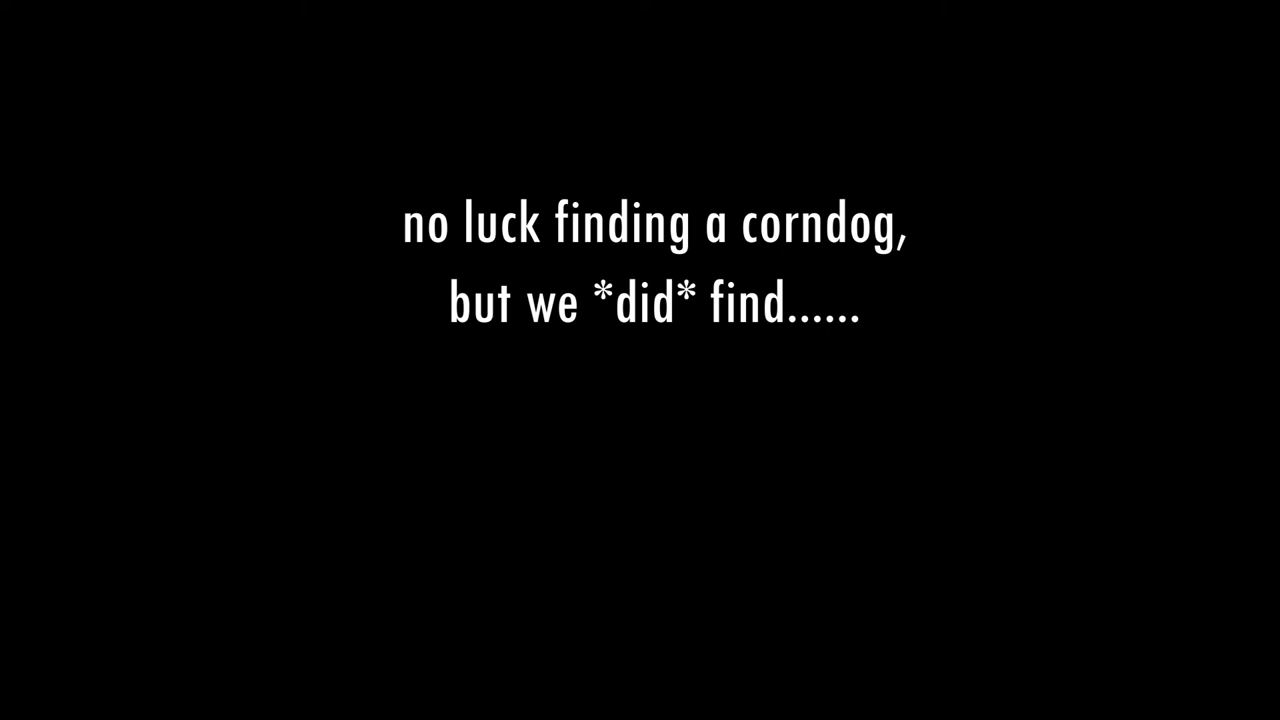 no luck finding a corndog,
but we *did* find......